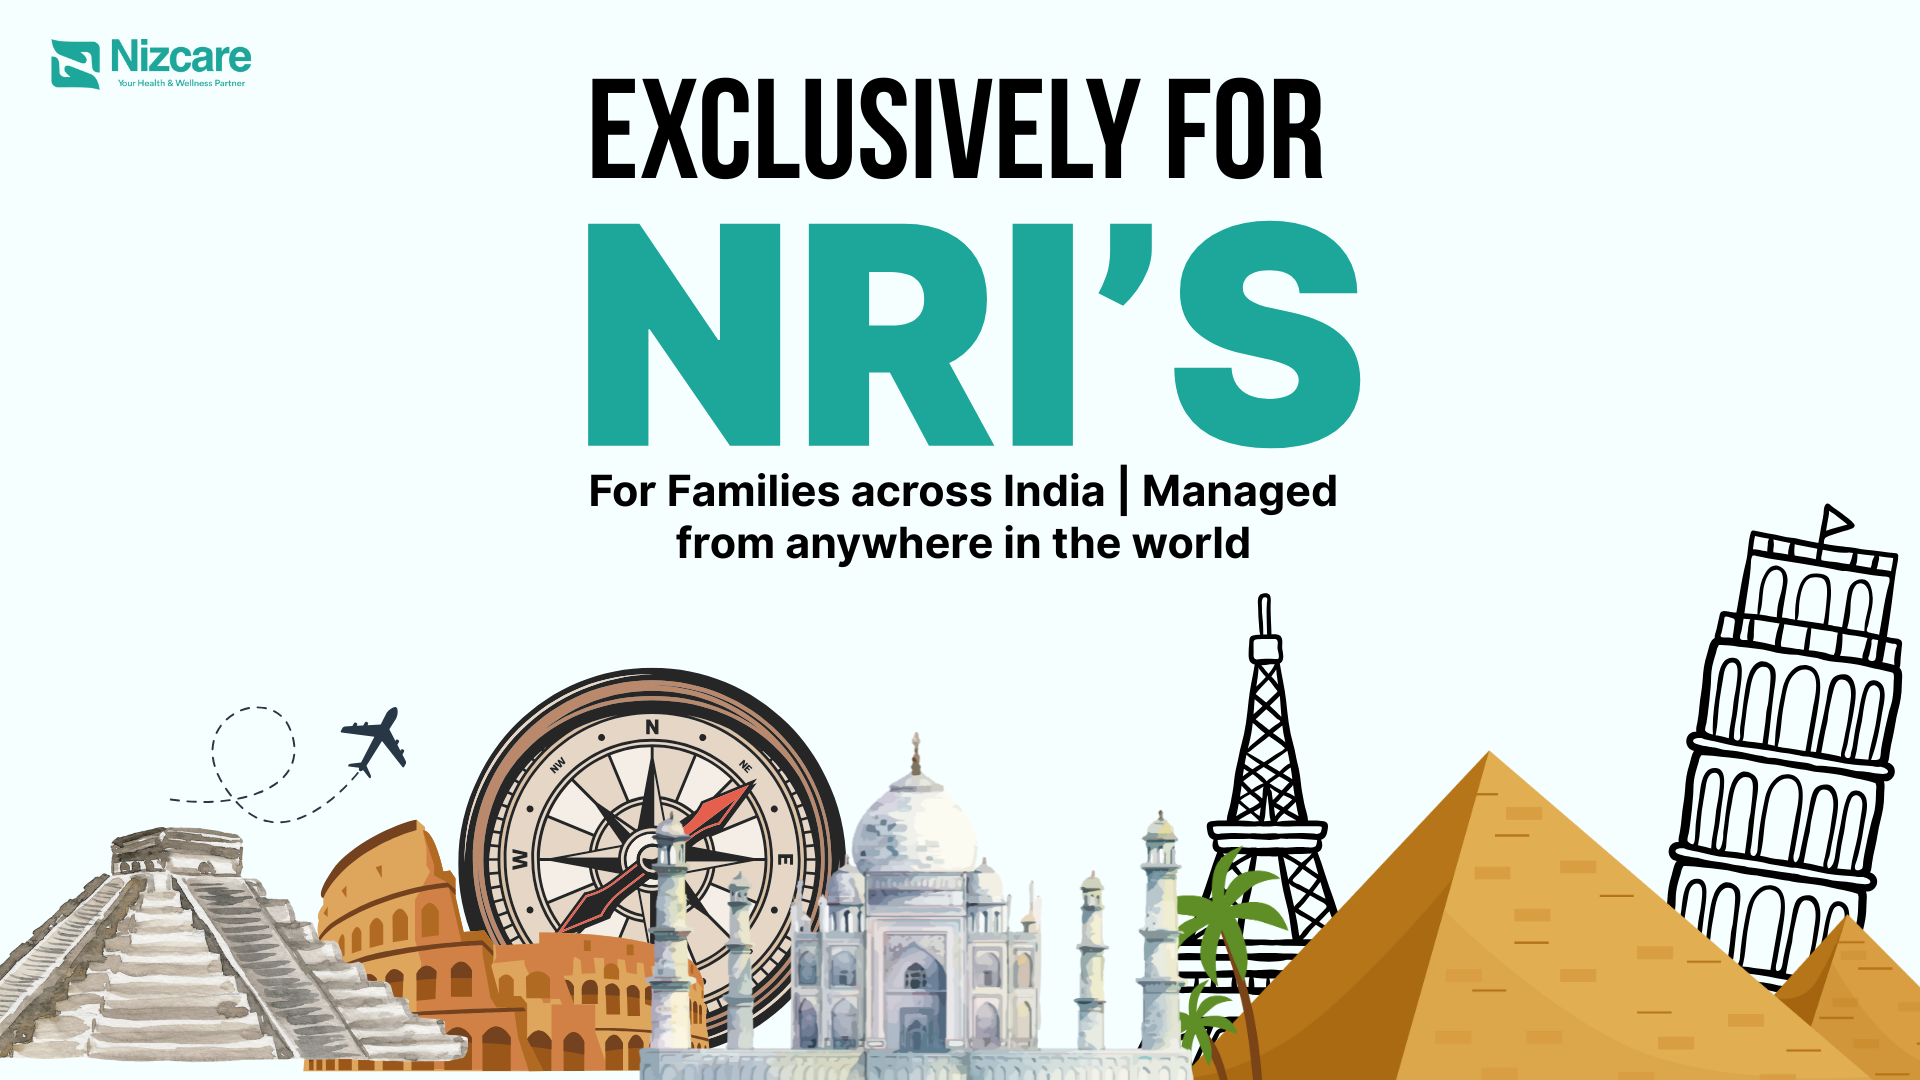 Nizcare
Your Health & Wellness Partner
EXCLUSIVELY FOR
NRI’S
For Families across India | Managed
from anywhere in the world
N
NW
NE
W
E